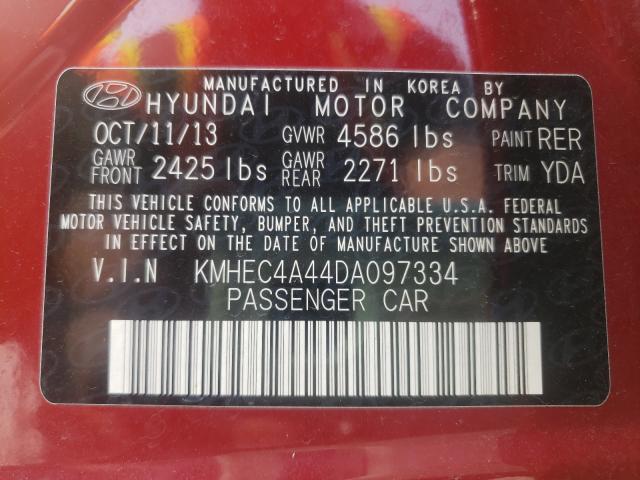 MANUFACTURED IN KOREA BY
HYUNDAI MOTOR COMPANY
OCT/11/13 GVWR 4586 lbs PAINT RER
GAWR FRONT 2425 lbs GAWR REAR 2271 lbs TRIM YDA
THIS VEHICLE CONFORMS TO ALL APPLICABLE U.S.A. FEDERAL
MOTOR VEHICLE SAFETY, BUMPER, AND THEFT PREVENTION STANDARDS
IN EFFECT ON THE DATE OF MANUFACTURE SHOWN ABOVE
V.I.N KMHEC4A44DA097334
PASSENGER CAR